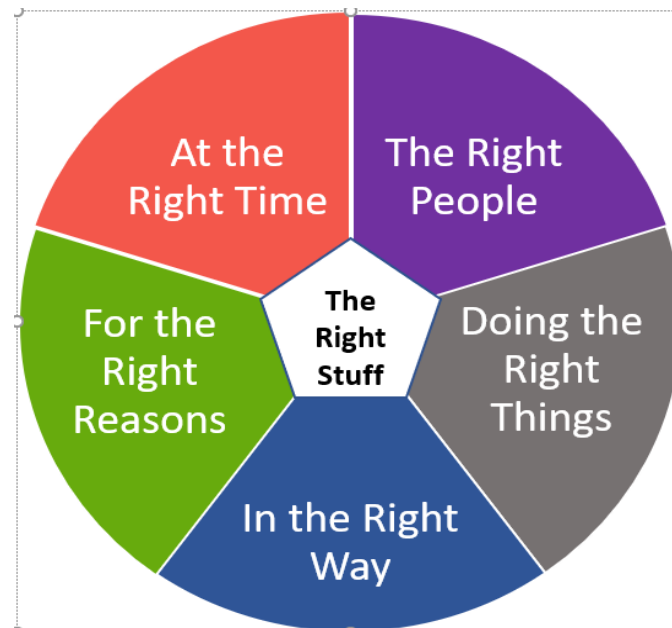 The Right
People
Doing the
Right
Things
In the Right
Way
For the
Right
Reasons
At the
Right Time
The
Right
Stuff